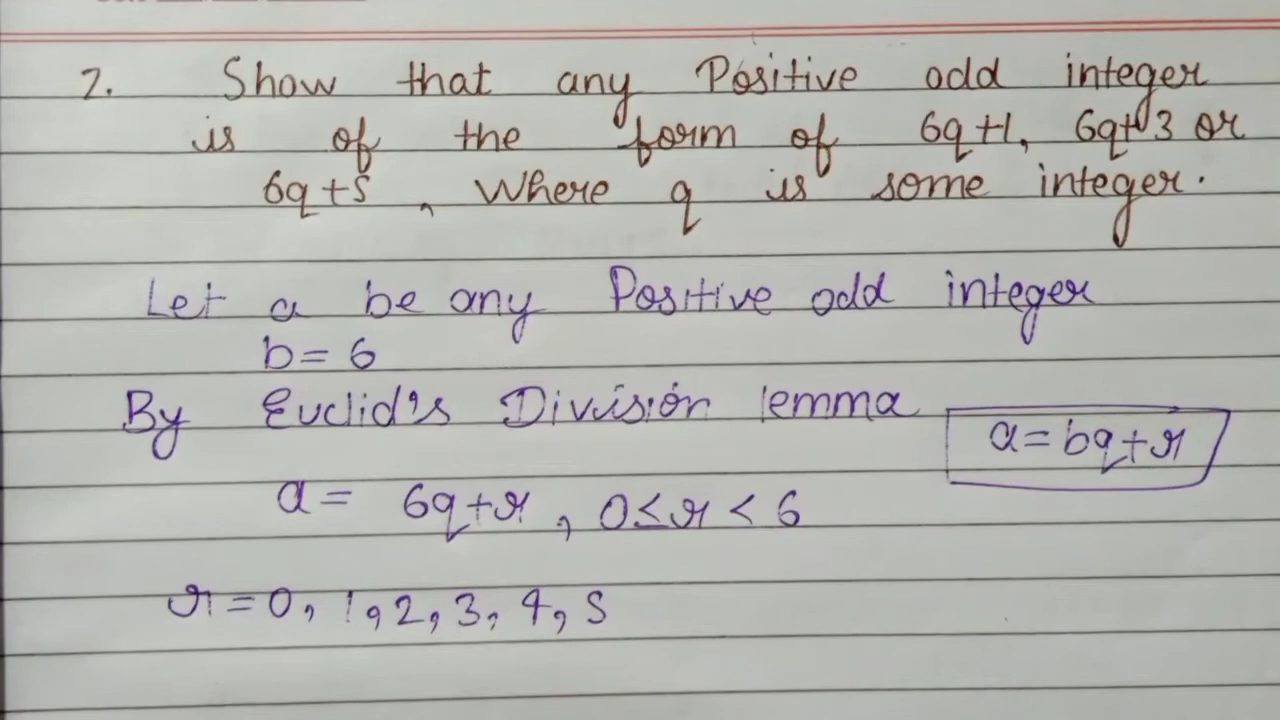 2. Show that any Positive odd integer
is of the form of 6q+1, 6q+3 or
6q+5, Where q is some integer.
Let a be any Positive odd integer
b=6
By Euclid's Division lemma
a=bq+r
a= 6q+r, 0≤r<6
r=0,1,2,3,4,5